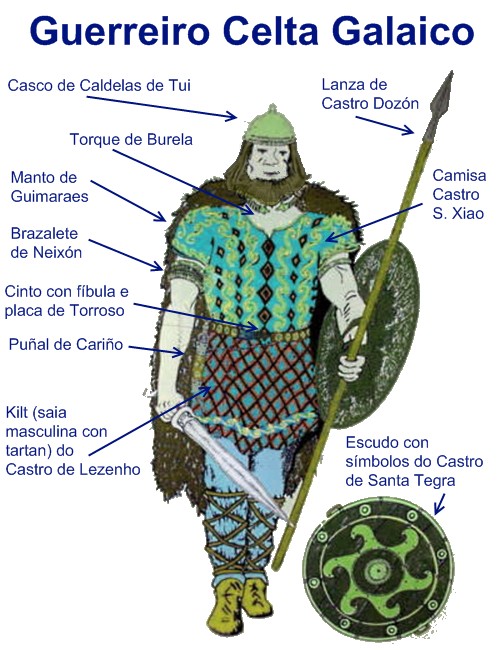 Guerreiro Celta Galaico
Casco de Caldelas de Tui
Lanza de
Castro Dozón
Torque de Burela
Manto de
Guimaraes
Camisa
Castro
S. Xiao
Brazalete
de Neixón
Cinto con fíbula e
placa de Torroso
Puñal de Cariño
Kilt (saia
masculina con
tartan) do
Castro de Lezenho
Escudo con
símbolos do Castro
de Santa Tegra